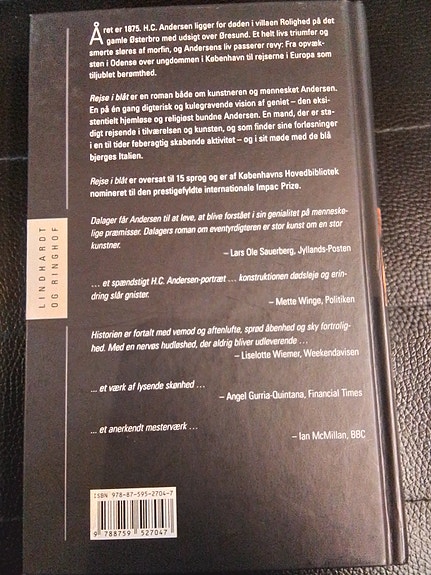 Året er 1875. H.C. Andersen ligger for døden i villaen Rolighed på det
gamle Østerbro med udsigt over Øresund. Et helt livs triumfer og
smerte sløres af morfin, og Andersens liv passerer revy: Fra opvæk-
sten i Odense over ungdommen i København til rejserne i Europa som
tiljublet berømthed.
Rejse i blåt er en roman både om kunstneren og mennesket Andersen.
En på én gang digterisk og kulegravende vision af geniet – den eksi-
stentielt hjemløse og religiøst bundne Andersen. En mand, der er sta-
digt rejsende i tilværelsen og kunsten, og som finder sine forløsninger
i en til tider feberagtig skabende aktivitet – og i sit møde med de blå
bjerges Italien.
Rejse i blåt er oversat til 15 sprog og er af Københavns Hovedbibliotek
nomineret til den prestigefyldte internationale Impac Prize.
Dalager får Andersen til at leve, at blive forstået i sin genialitet på menneske-
lige præmisser. Dalagers roman om eventyrdigteren er stor kunst om en stor
kunstner.
– Lars Ole Sauerberg, Jyllands-Posten
... et spændstigt H.C. Andersen-portræt ... konstruktionen dødsleje og erin-
dring slår gnister.
– Mette Winge, Politiken
Historien er fortalt med vemod og aftenlufte, sprød åbenhed og sky fortrolig-
hed. Med en nervøs hudløshed, der aldrig bliver udleverende ...
– Liselotte Wiemer, Weekendavisen
... et værk af lysende skønhed ...
– Angel Gurria-Quintana, Financial Times
... et anerkendt mesterværk ...
– Ian McMillan, BBC
LINDHARDT
OG RINGHOF
ISBN 978-87-595-2704-7
9 788759 527047